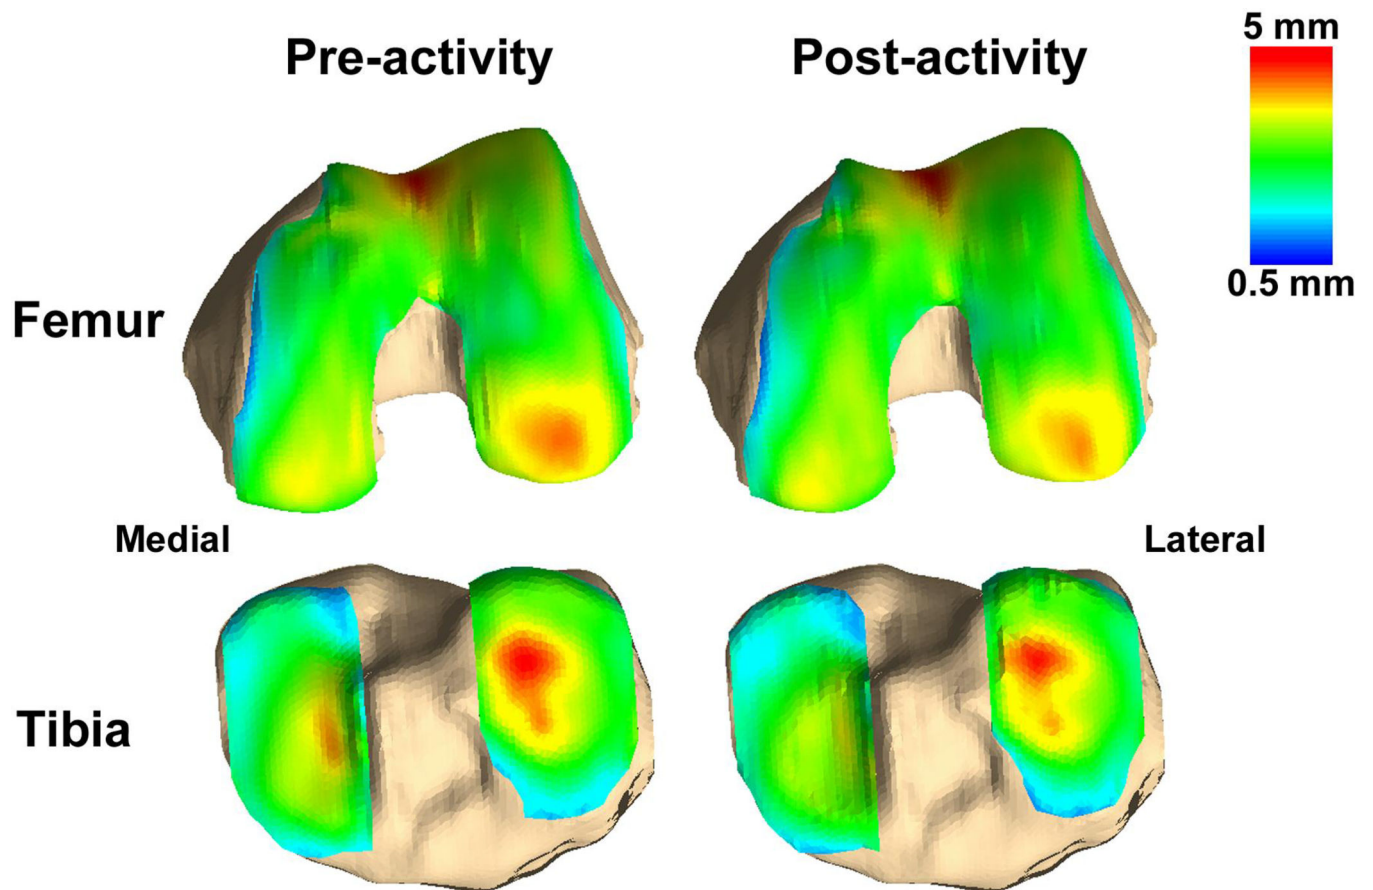 Pre-activity
Post-activity
5 mm
0.5 mm
Femur
Medial
Lateral
Tibia